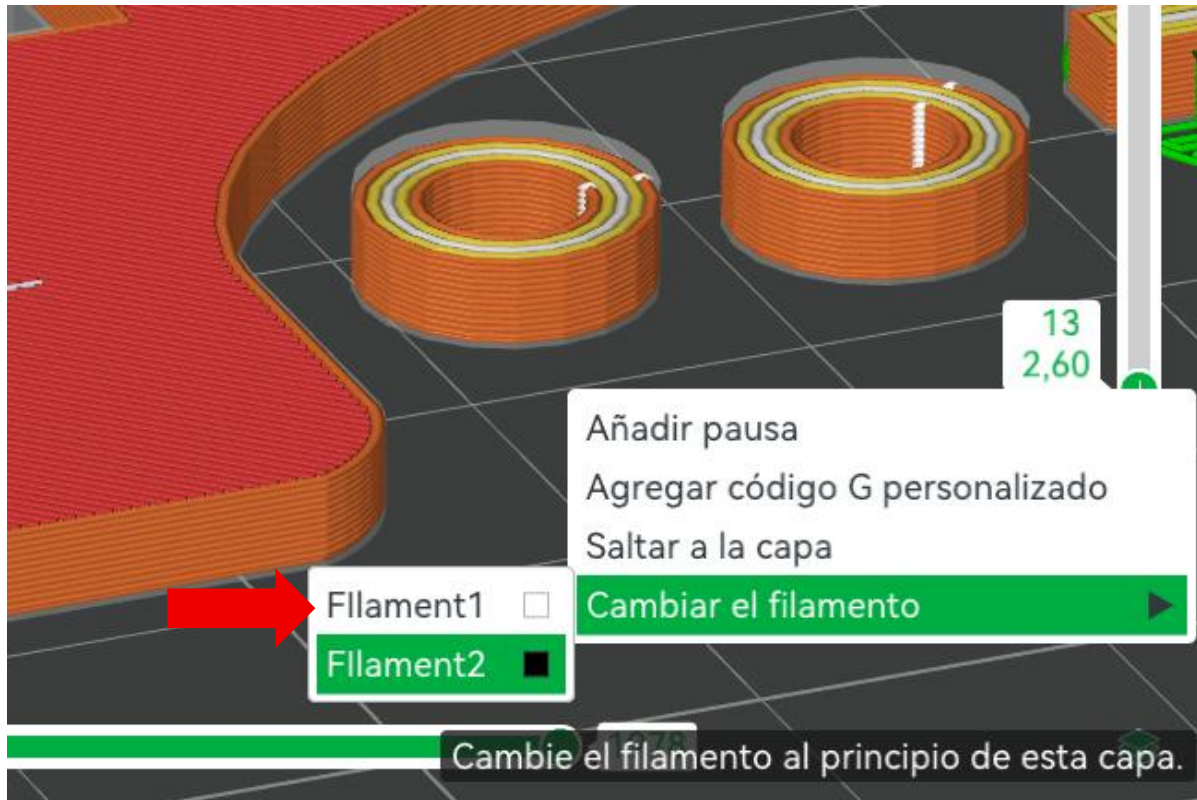 13
2,60
Añadir pausa
Agregar código G personalizado
Saltar a la capa
Cambiar el filamento
FIlament1
FIlament2
Cambie el filamento al principio de esta capa.